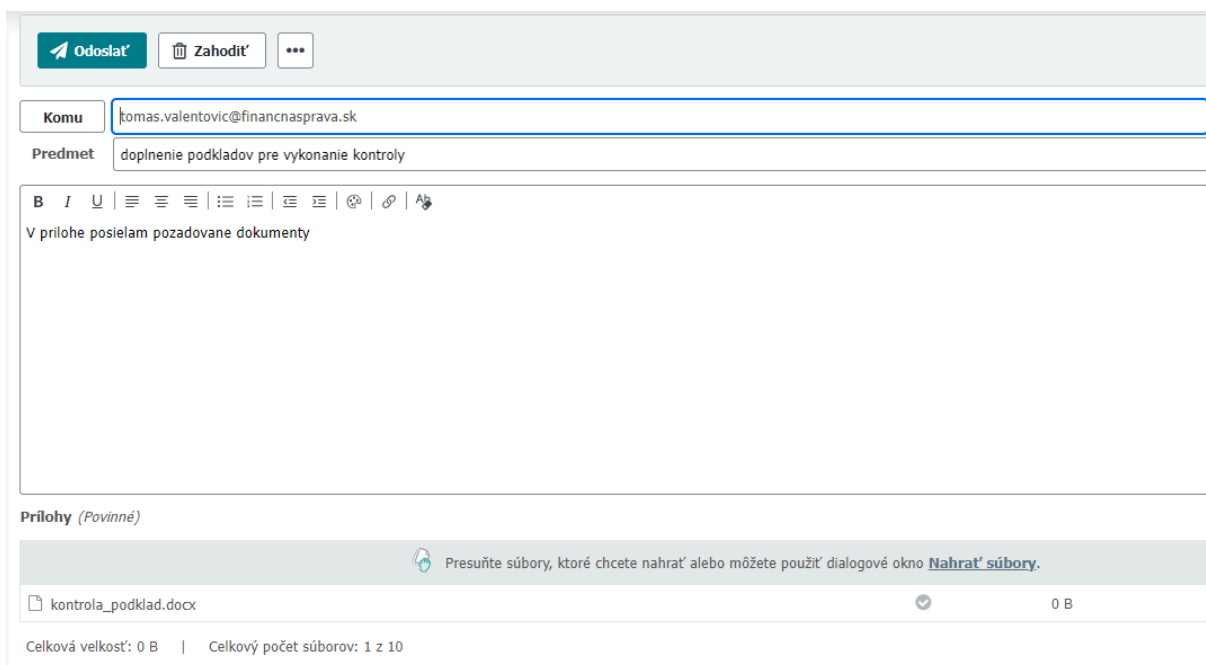 Odoslať Zahodiť •••
Komu tomas.valentovic@financnasprava.sk
Predmet doplnenie podkladov pre vykonanie kontroly
B I U
V prilohe posielam pozadovane dokumenty
Prílohy (Povinné)
Presuňte súbory, ktoré chcete nahrať alebo môžete použiť dialogové okno Nahrať súbory.
kontrola_podklad.docx 0 B
Celková velkosť: 0 B | Celkový počet súborov: 1 z 10